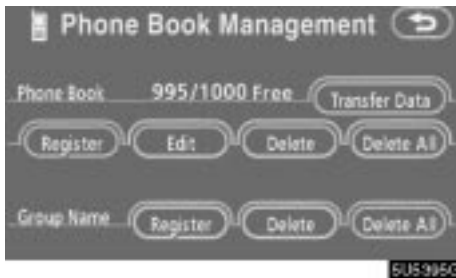 Phone Book Management
Phone Book 995/1000 Free Transfer Data
Register Edit Delete Delete All
Group Name Register Delete Delete All
5U5395G